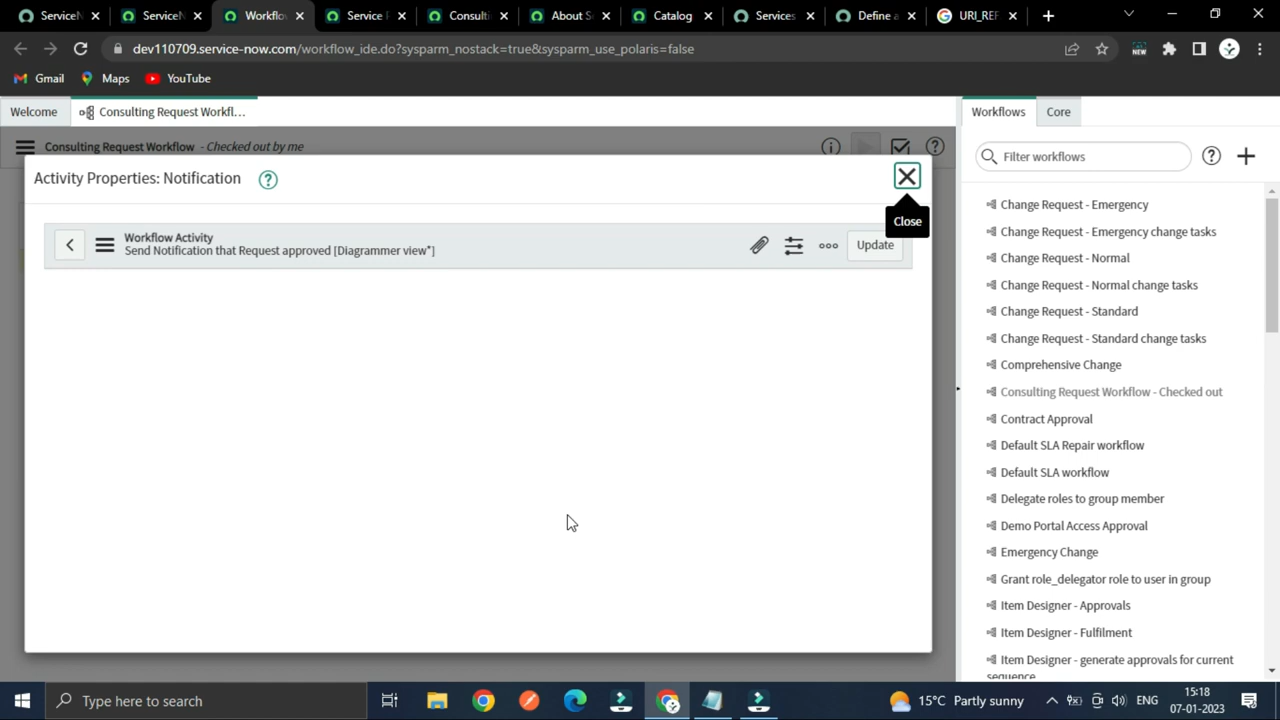 ServiceN
ServiceN
Workflow
Service P
Consulti
About Se
Catalog
Services
Define a
URI_REF
dev110709.service-now.com/workflow_ide.do?sysparm_nostack=true&sysparm_use_polaris=false
NEW
Gmail
Maps
YouTube
Welcome
Consulting Request Workfl...
Workflows
Core
Consulting Request Workflow - Checked out by me
Filter workflows
Activity Properties: Notification
Close
Workflow Activity
Send Notification that Request approved [Diagrammer view*]
Update
Change Request - Emergency
Change Request - Emergency change tasks
Change Request - Normal
Change Request - Normal change tasks
Change Request - Standard
Change Request - Standard change tasks
Comprehensive Change
Consulting Request Workflow - Checked out
Contract Approval
Default SLA Repair workflow
Default SLA workflow
Delegate roles to group member
Demo Portal Access Approval
Emergency Change
Grant role_delegator role to user in group
Item Designer - Approvals
Item Designer - Fulfilment
Item Designer - generate approvals for current
sequence
Type here to search
15°C Partly sunny
ENG
15:18
07-01-2023